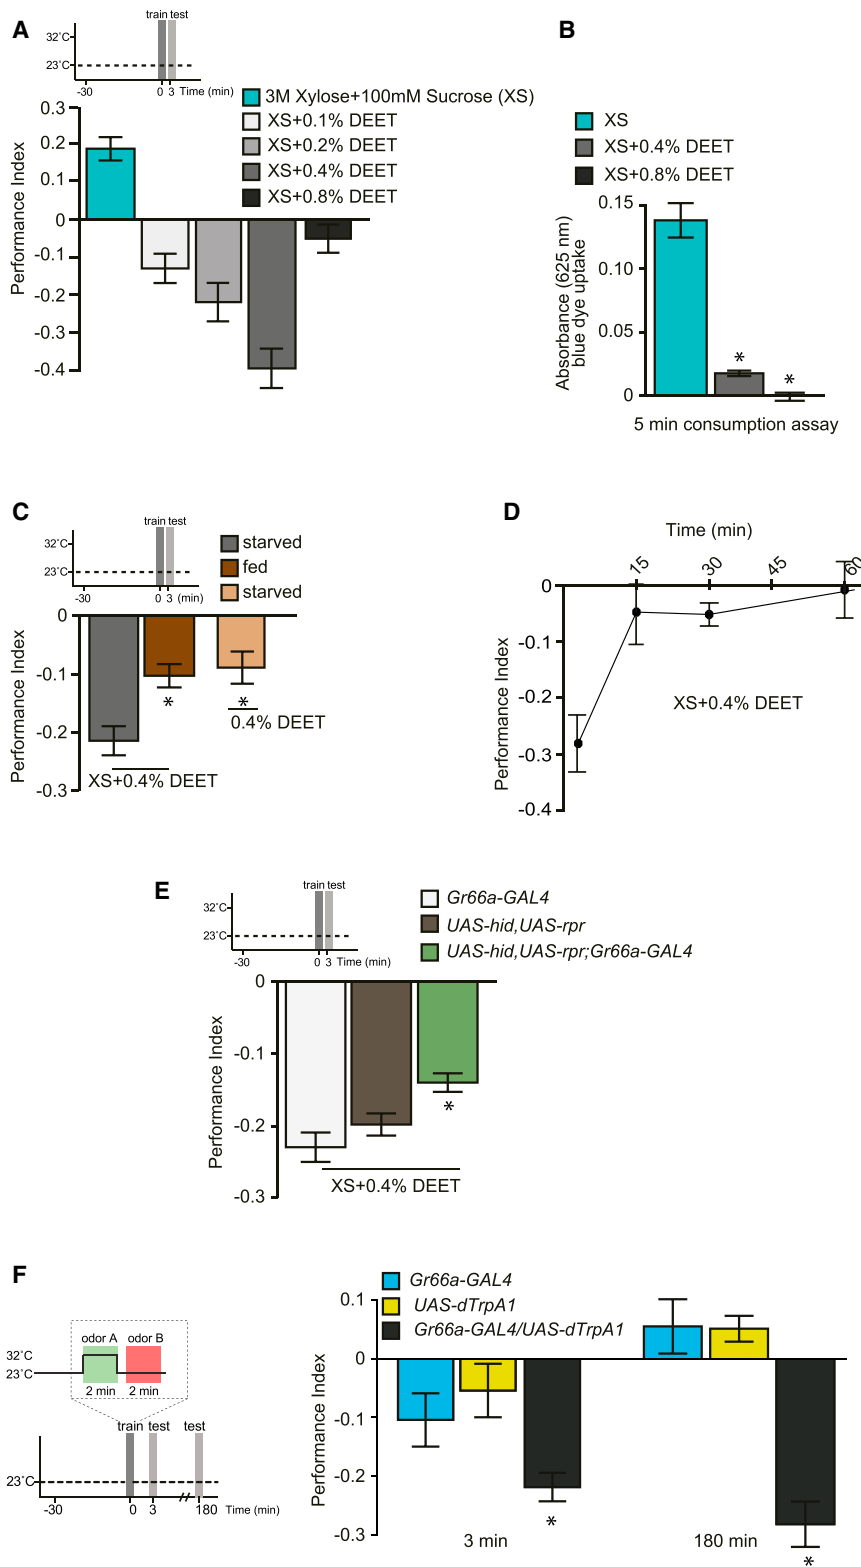 A
train test
32°C
23°C
-30
0
3
Time (min)
3M Xylose+100mM Sucrose (XS)
XS+0.1% DEET
XS+0.2% DEET
XS+0.4% DEET
XS+0.8% DEET
Performance Index
0.3
0.2
0.1
0
-0.1
-0.2
-0.3
-0.4
B
XS
XS+0.4% DEET
XS+0.8% DEET
Absorbance (625 nm)
blue dye uptake
0.15
0.10
0.05
0
*
*
5 min consumption assay
C
train test
32°C
23°C
-30
0
3
(min)
starved
fed
starved
Performance Index
0
-0.1
-0.2
-0.3
*
*
0.4% DEET
XS+0.4% DEET
D
Time (min)
15
30
45
60
Performance Index
0
-0.1
-0.2
-0.3
-0.4
XS+0.4% DEET
E
train test
32°C
23°C
-30
0
3
Time (min)
Gr66a-GAL4
UAS-hid,UAS-rpr
UAS-hid,UAS-rpr;Gr66a-GAL4
Performance Index
0
-0.1
-0.2
-0.3
*
XS+0.4% DEET
F
odor A
odor B
32°C
23°C
2 min
2 min
train
test
test
23°C
-30
0
3
180
Time (min)
Gr66a-GAL4
UAS-dTrpA1
Gr66a-GAL4/UAS-dTrpA1
Performance Index
0.1
0
-0.1
-0.2
-0.3
*
*
3 min
180 min